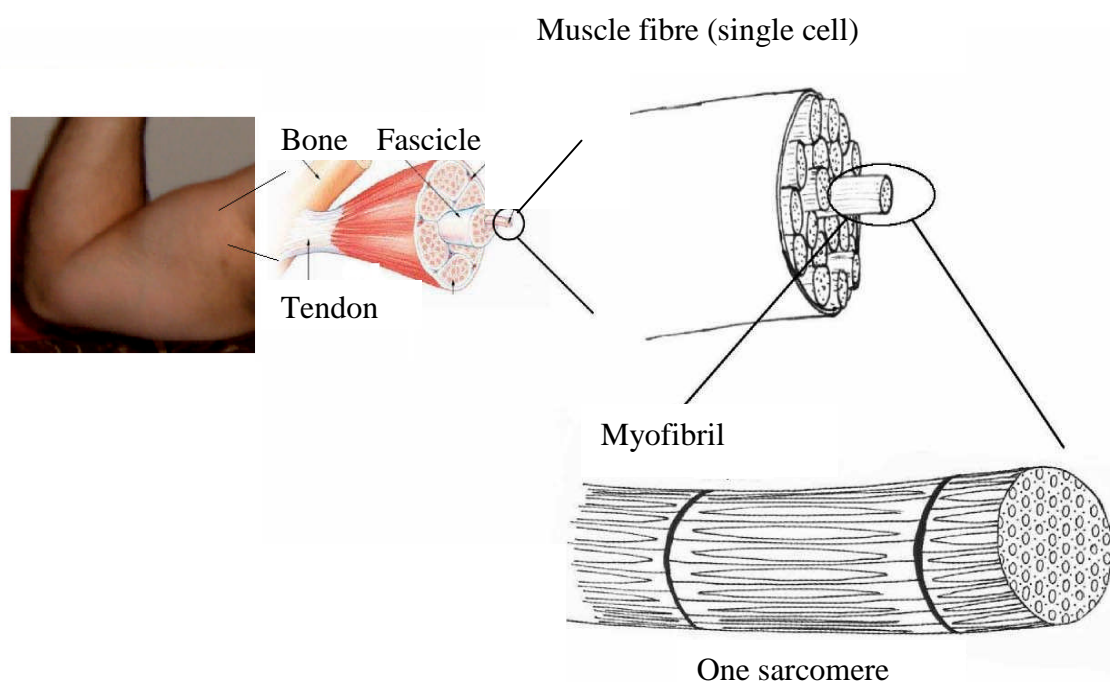 Muscle fibre (single cell)
Bone
Fascicle
Tendon
Myofibril
One sarcomere